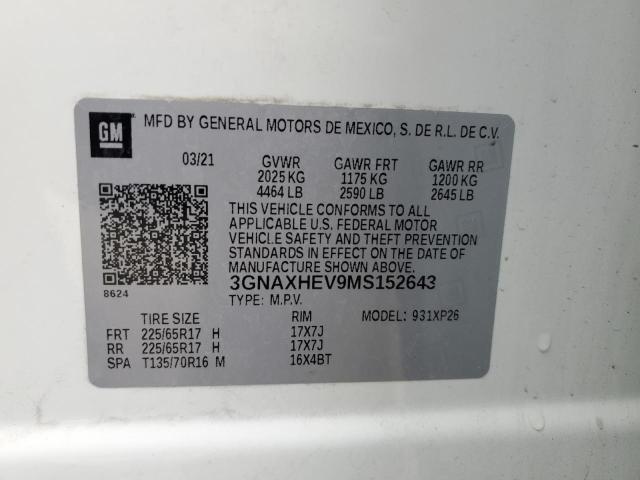 GM MFD BY GENERAL MOTORS DE MEXICO, S. DE R.L. DE C.V.
03/21 GVWR GAWR FRT GAWR RR
2025 KG 1175 KG 1200 KG
4464 LB 2590 LB 2645 LB
THIS VEHICLE CONFORMS TO ALL
APPLICABLE U.S. FEDERAL MOTOR
VEHICLE SAFETY AND THEFT PREVENTION
STANDARDS IN EFFECT ON THE DATE OF
MANUFACTURE SHOWN ABOVE.
8624 3GNAXHEV9MS152643
TYPE: M.P.V.
TIRE SIZE RIM MODEL: 931XP26
FRT 225/65R17 H 17X7J
RR 225/65R17 H 17X7J
SPA T135/70R16 M 16X4BT